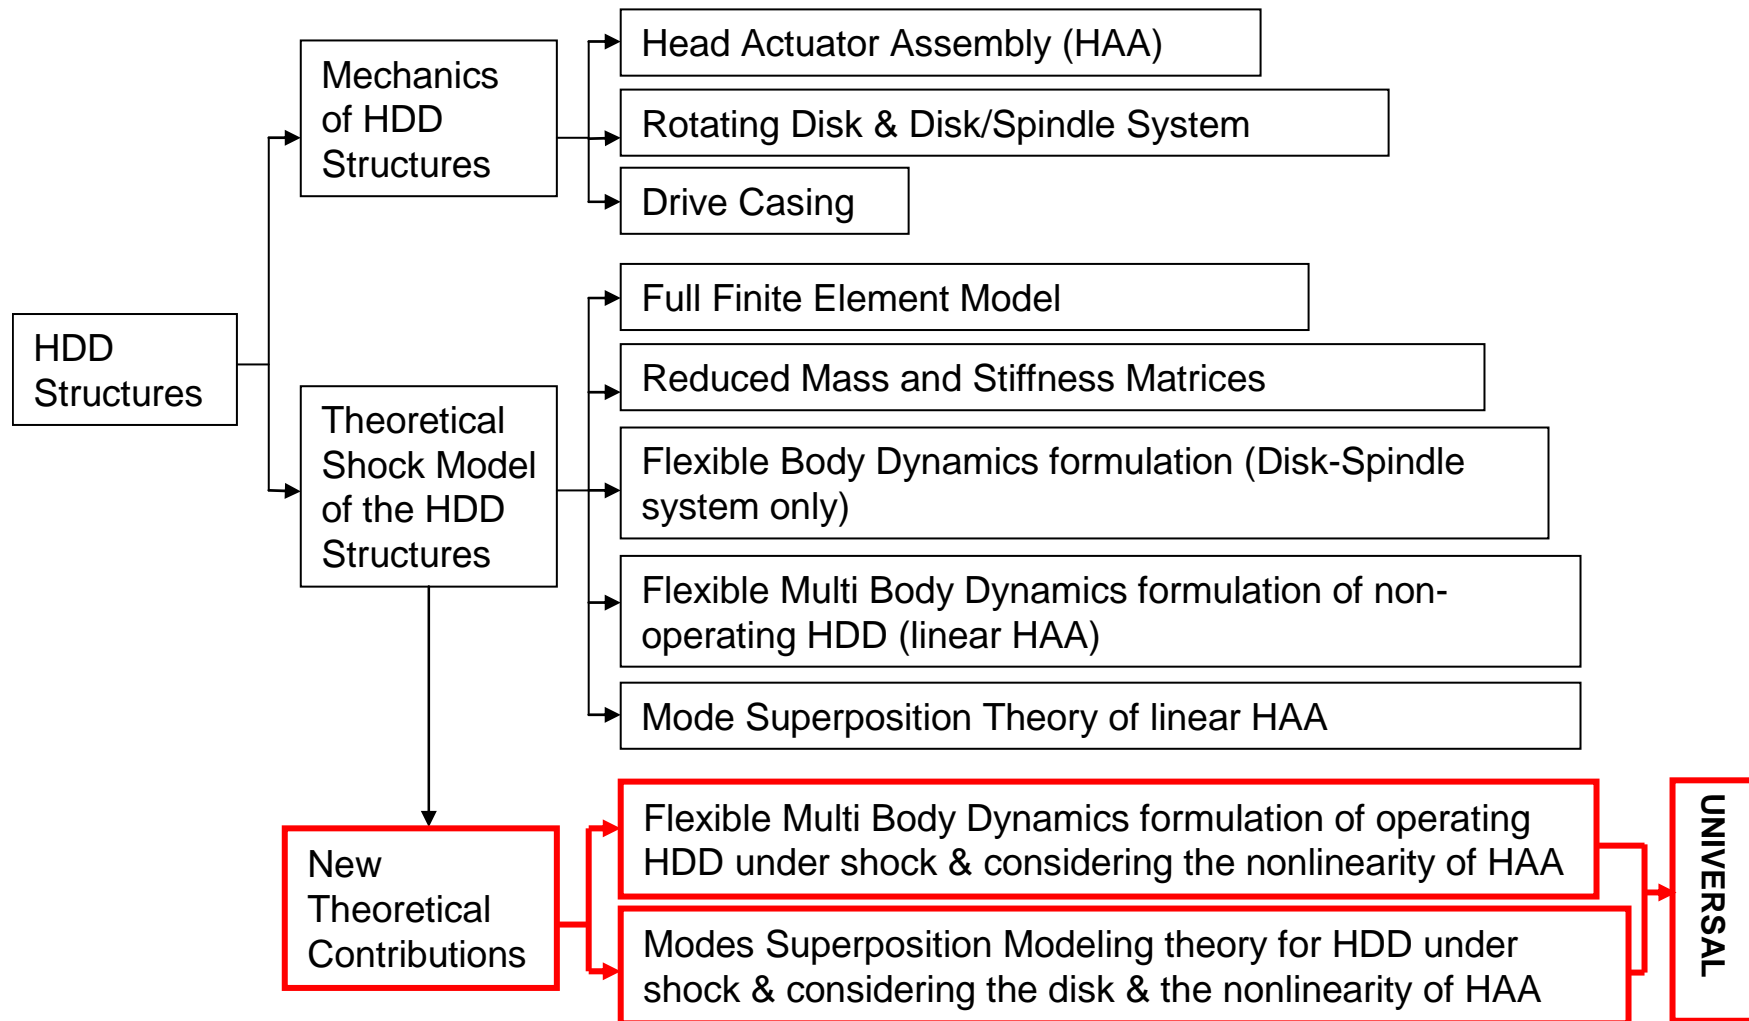 HDD
Structures
Mechanics
of HDD
Structures
Head Actuator Assembly (HAA)
Rotating Disk & Disk/Spindle System
Drive Casing
Theoretical
Shock Model
of the HDD
Structures
Full Finite Element Model
Reduced Mass and Stiffness Matrices
Flexible Body Dynamics formulation (Disk-Spindle
system only)
Flexible Multi Body Dynamics formulation of non-
operating HDD (linear HAA)
Mode Superposition Theory of linear HAA
New
Theoretical
Contributions
Flexible Multi Body Dynamics formulation of operating
HDD under shock & considering the nonlinearity of HAA
Modes Superposition Modeling theory for HDD under
shock & considering the disk & the nonlinearity of HAA
UNIVERSAL